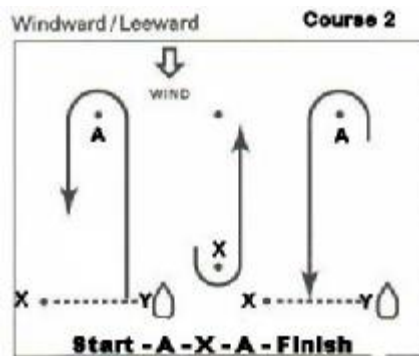 Windward/Leeward Course 2
WIND
A A
X
X Y X Y
Start - A - X - A - Finish